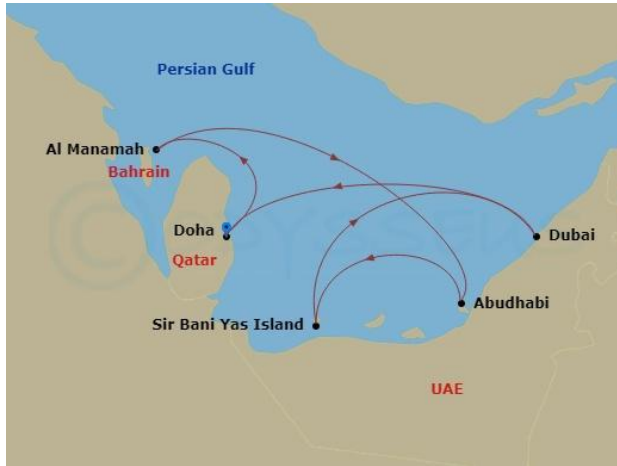 Persian Gulf
Al Manamah
Bahrain
Doha
Qatar
Dubai
Abudhabi
Sir Bani Yas Island
UAE